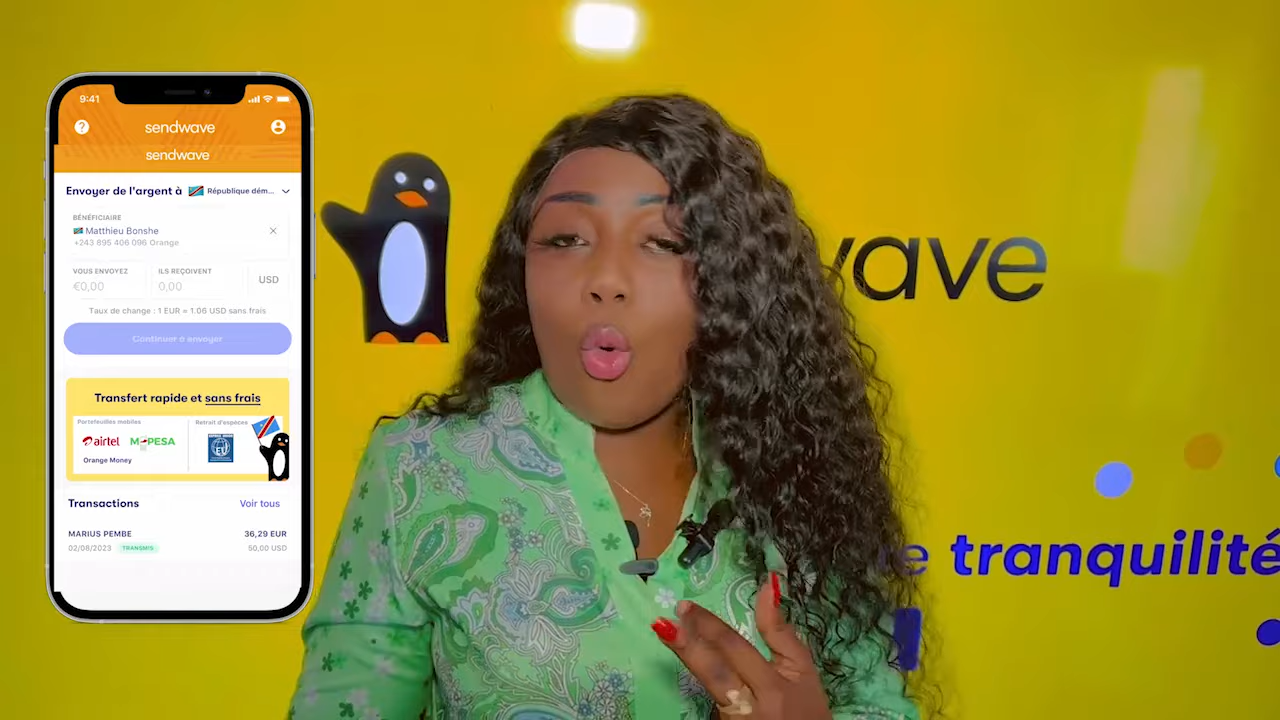 9:41
sendwave
sendwave
Envoyer de l'argent à République dém...
BÉNÉFICIAIRE
Matthieu Bonshe
+243 895 406 096 Orange
VOUS ENVOYEZ
ILS REÇOIVENT
€0,00
0,00
USD
Taux de change : 1 EUR = 1.06 USD sans frais
Continuer à envoyer
Transfert rapide et sans frais
Portefeuilles mobiles
Retrait d'espèces
airtel
M-PESA
EU
Orange Money
Transactions
Voir tous
MARIUS PEMBE
36,29 EUR
02/08/2023
TRANSMIS
50,00 USD
wave
re tranquilité